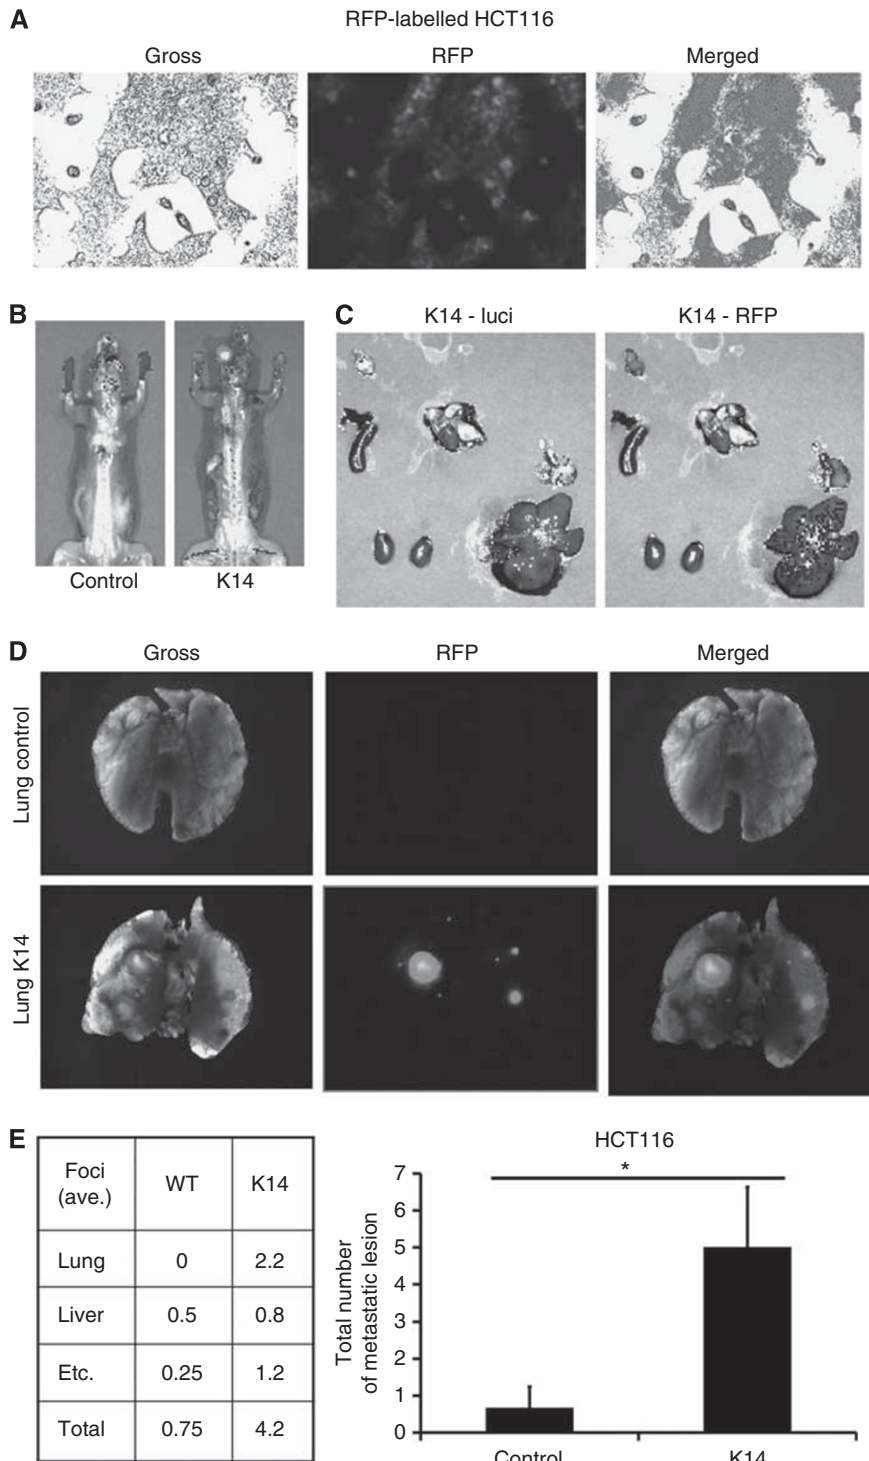 A
RFP-labelled HCT116
Gross RFP Merged
B
Control K14
C
K14 - luci K14 - RFP
D
Gross RFP Merged
Lung control
Lung K14
E
Foci (ave.) WT K14
Lung 0 2.2
Liver 0.5 0.8
Etc. 0.25 1.2
Total 0.75 4.2
HCT116
*
Total number
of metastatic lesion
7
6
5
4
3
2
1
0
Control K14